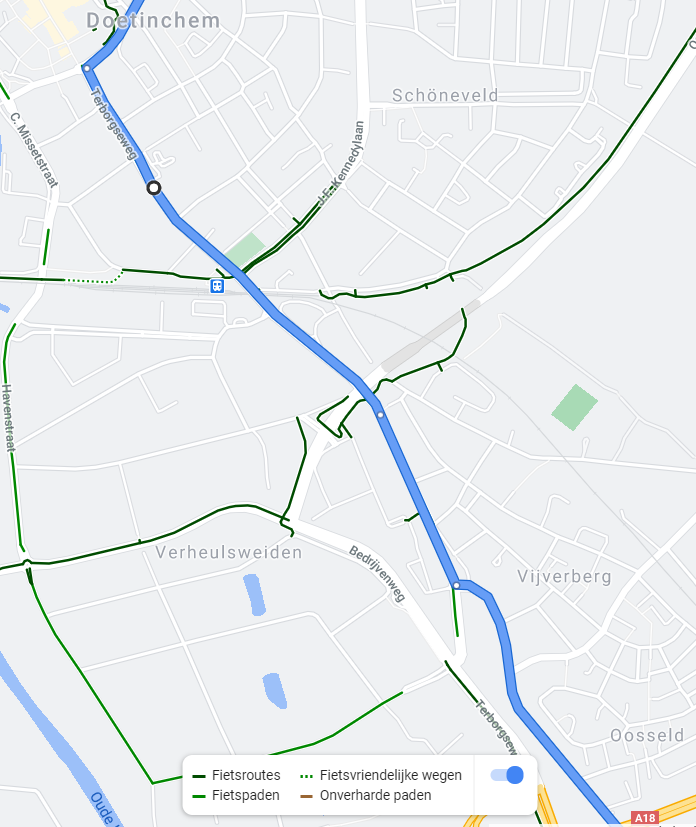 Doetinchem
Schöneveld
Terborgseweg
C. Missetstraat
J.F. Kennedylaan
Havenstraat
Verheulsweiden
Bedrijvenweg
Vijverberg
Terborgsew
Oosseld
Oude
Fietsroutes
Fietsvriendelijke wegen
Fietspaden
Onverharde paden
A18